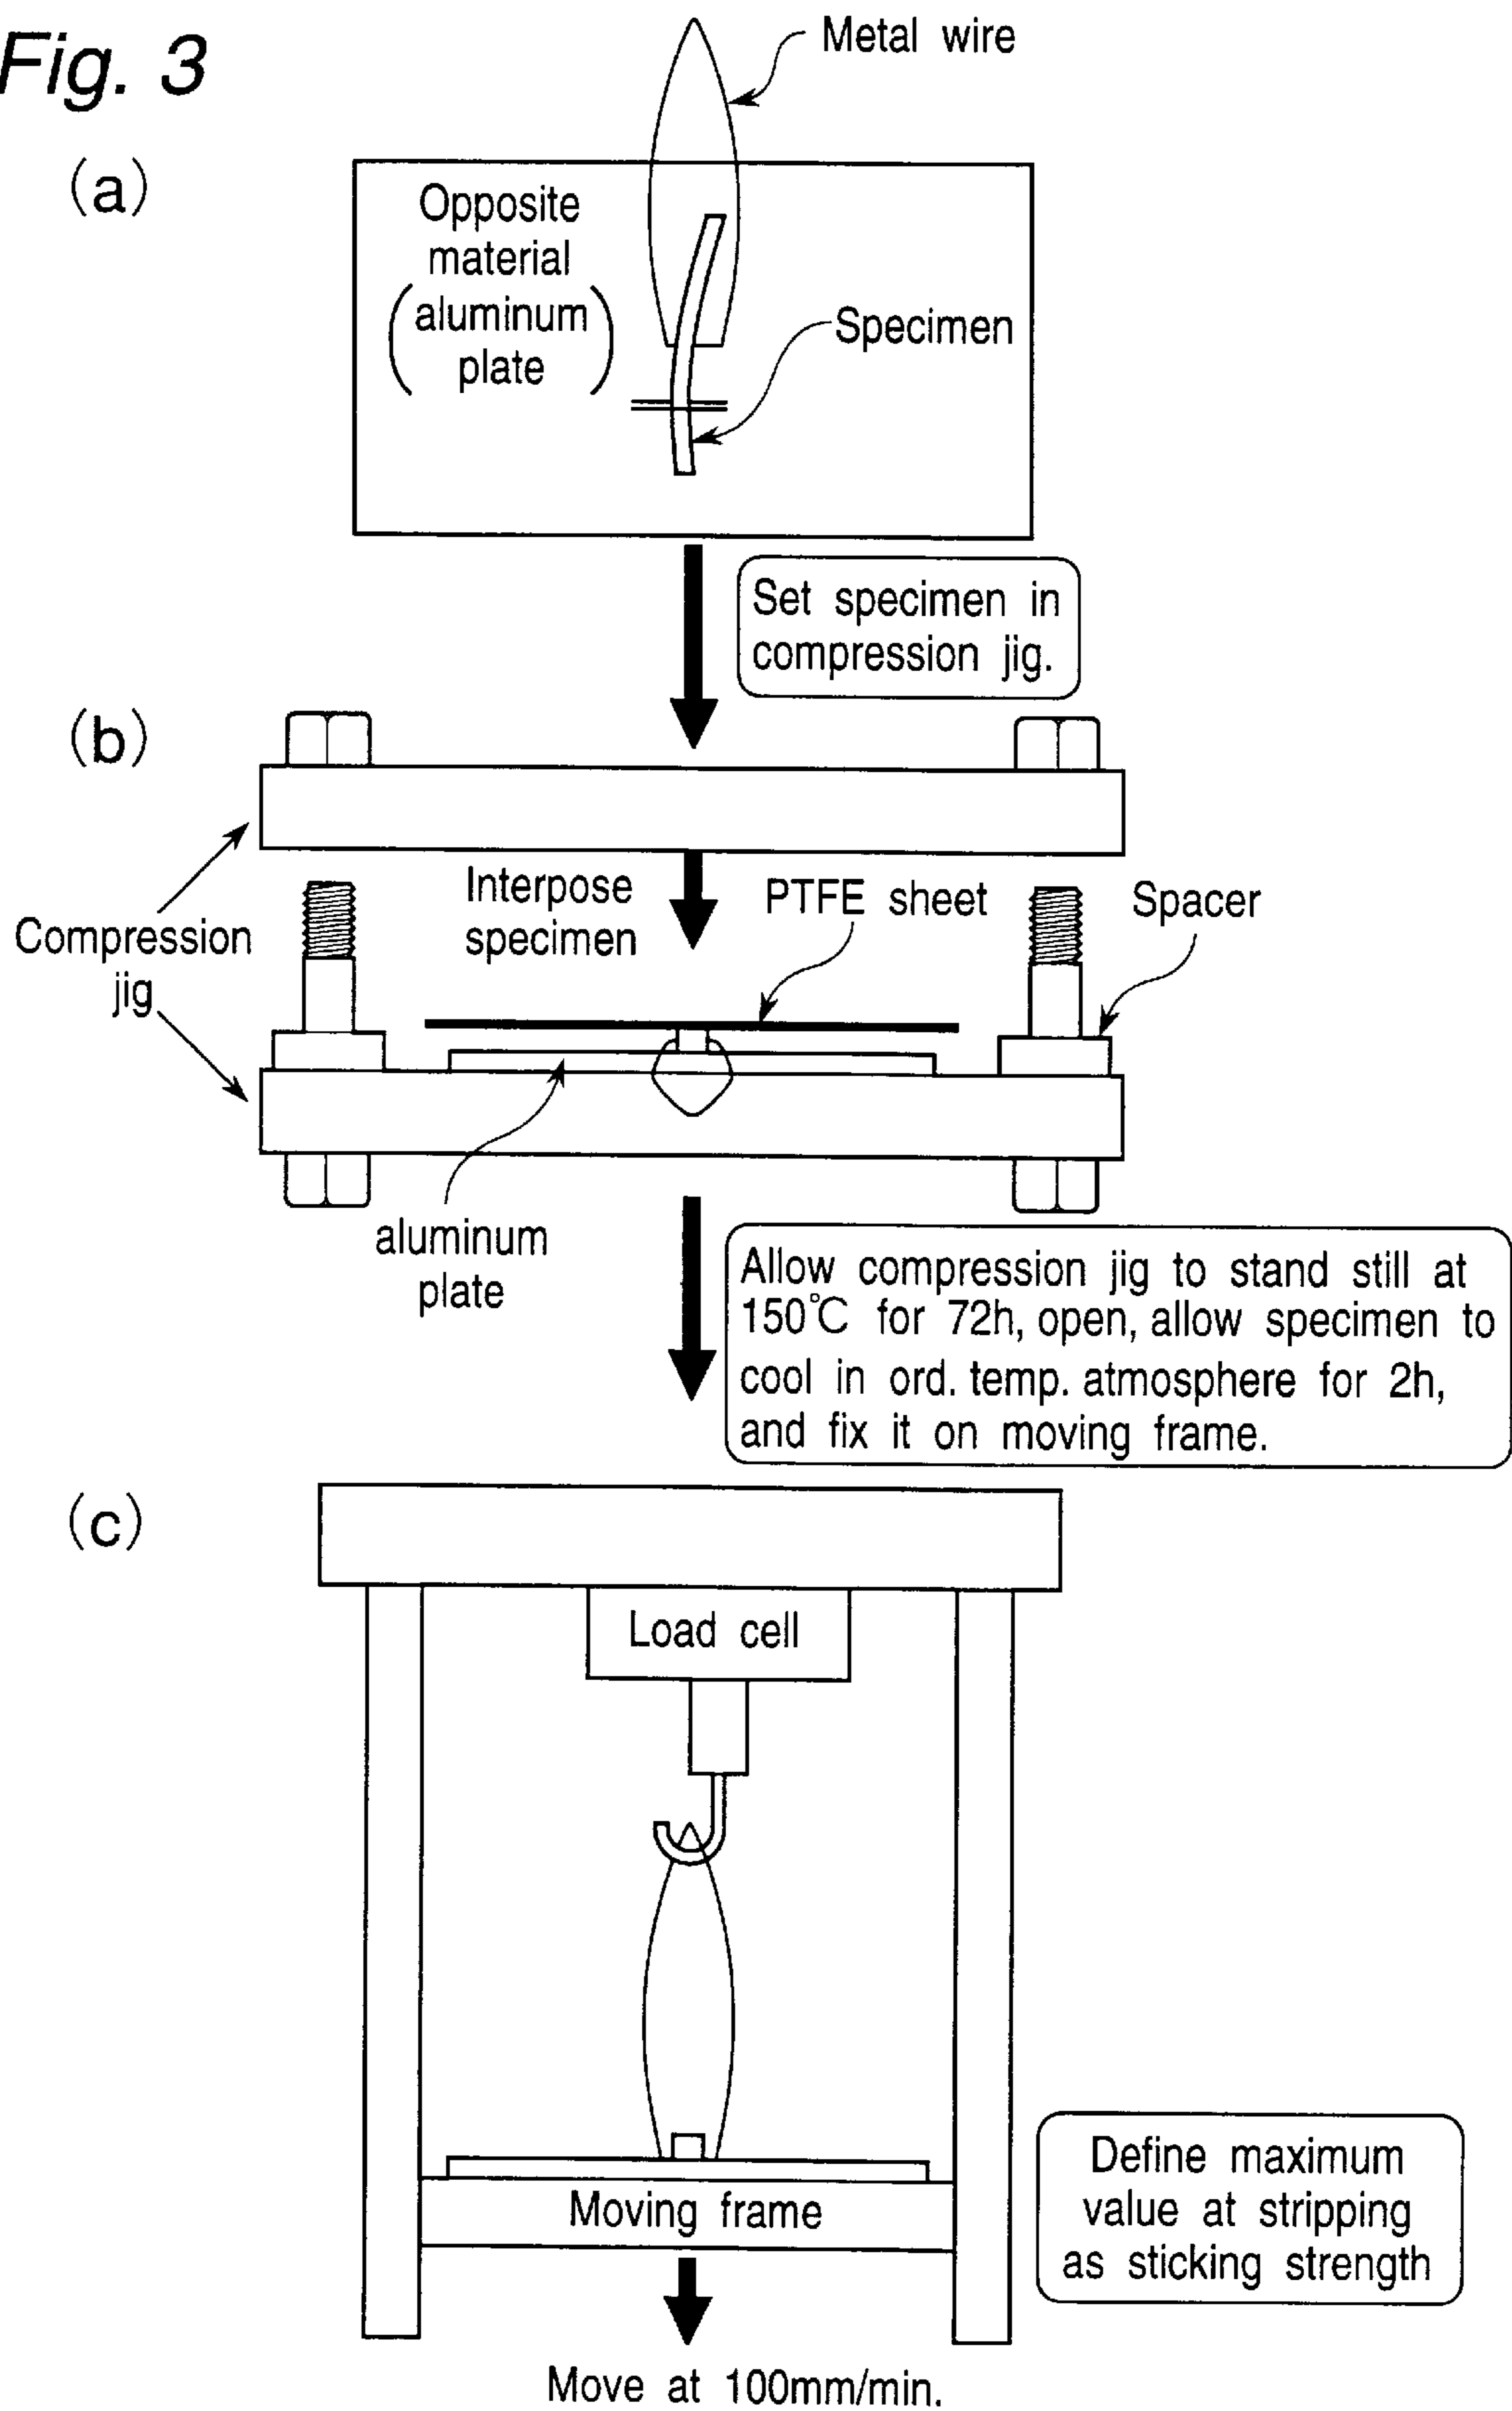 Fig. 3
Metal wire
(a)
Opposite
material
(aluminum
plate)
Specimen
Set specimen in
compression jig.
(b)
Interpose
specimen
PTFE sheet
Spacer
Compression
jig
aluminum
plate
Allow compression jig to stand still at
150℃ for 72h, open, allow specimen to
cool in ord. temp. atmosphere for 2h,
and fix it on moving frame.
(c)
Load cell
Moving frame
Define maximum
value at stripping
as sticking strength
Move at 100mm/min.